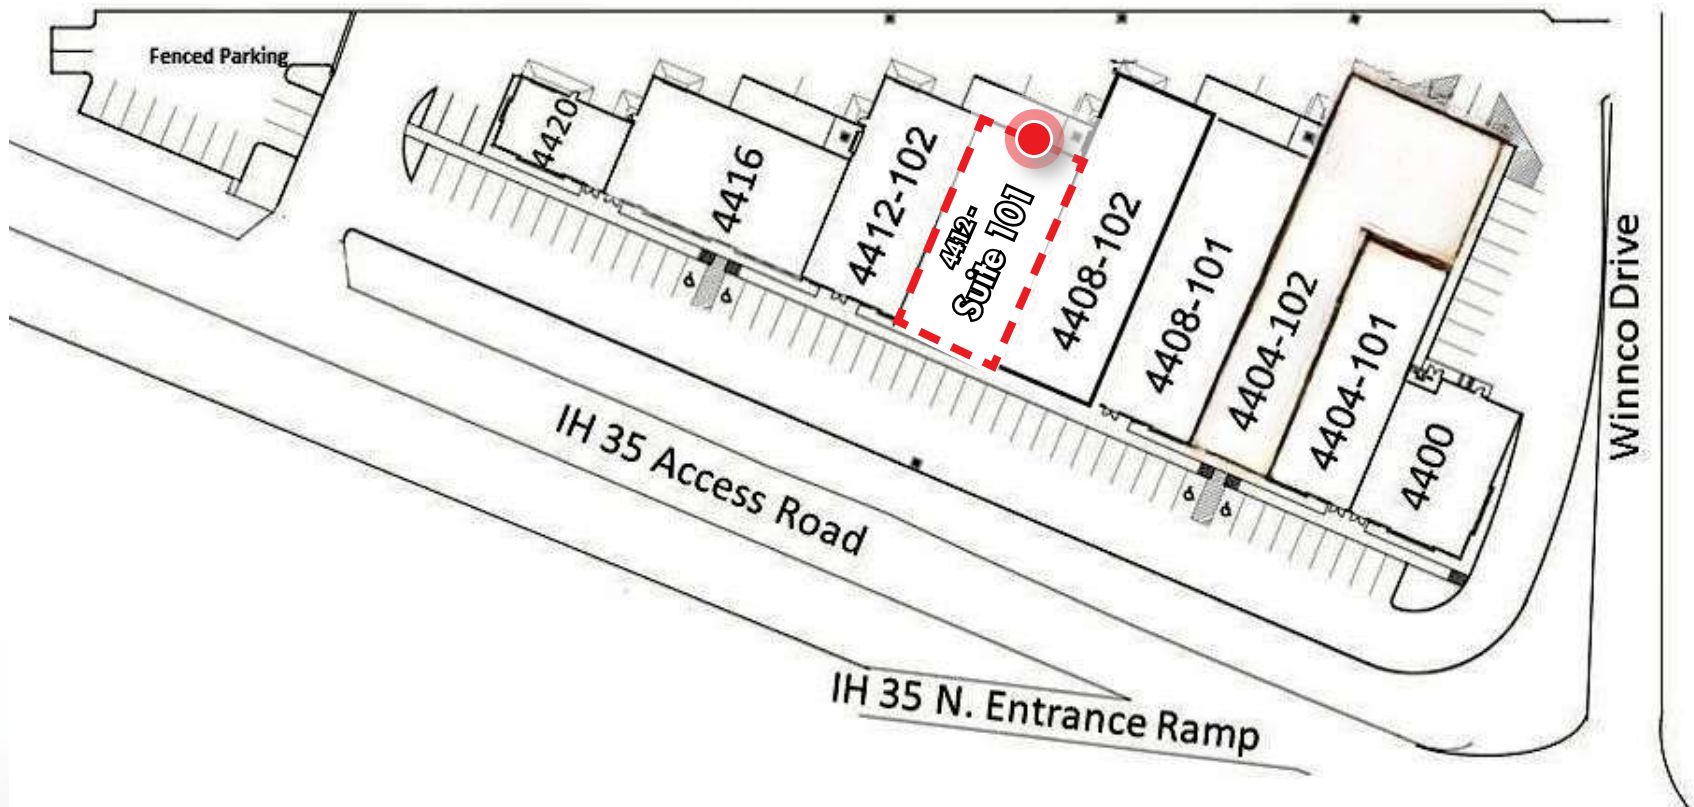 Fenced Parking
4420
4416
4412-102
4412-
Suite 101
4408-102
4408-101
4404-102
4404-101
4400
Winnco Drive
IH 35 Access Road
IH 35 N. Entrance Ramp